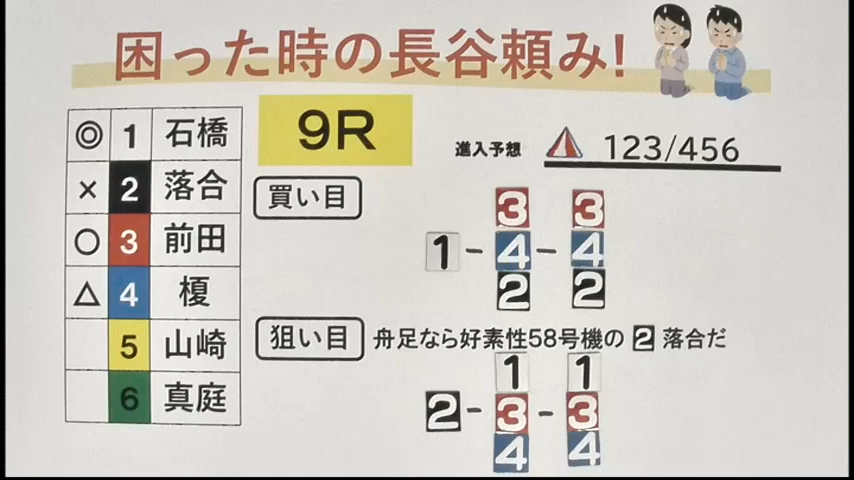 困った時の長谷頼み!
9R
進入予想 123/456
◎ 1 石橋
× 2 落合
○ 3 前田
△ 4 榎
5 山崎
6 真庭
買い目
3 3
1 - 4 - 4
2 2
狙い目 舟足なら好素性58号機の 2 落合だ
1 1
2 - 3 - 3
4 4